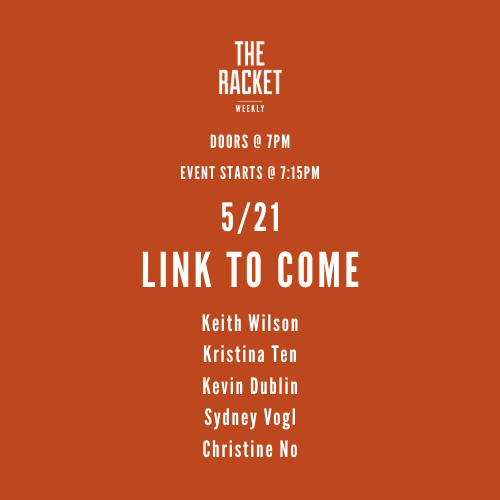 THE
RACKET
WEEKLY
DOORS @ 7PM
EVENT STARTS @ 7:15PM
5/21
LINK TO COME
Keith Wilson
Kristina Ten
Kevin Dublin
Sydney Vogl
Christine No